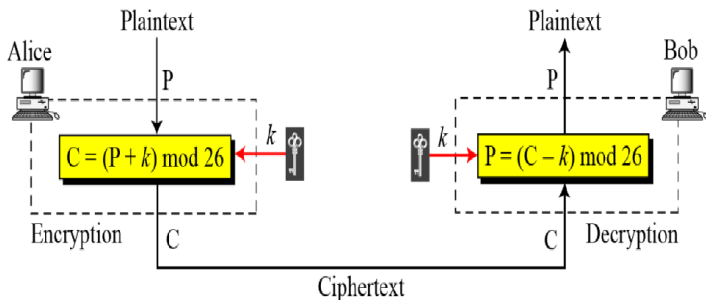 Plaintext
Plaintext
Alice
Bob
P
P
k
k
C = (P + k) mod 26
P = (C – k) mod 26
Encryption
C
C
Decryption
Ciphertext